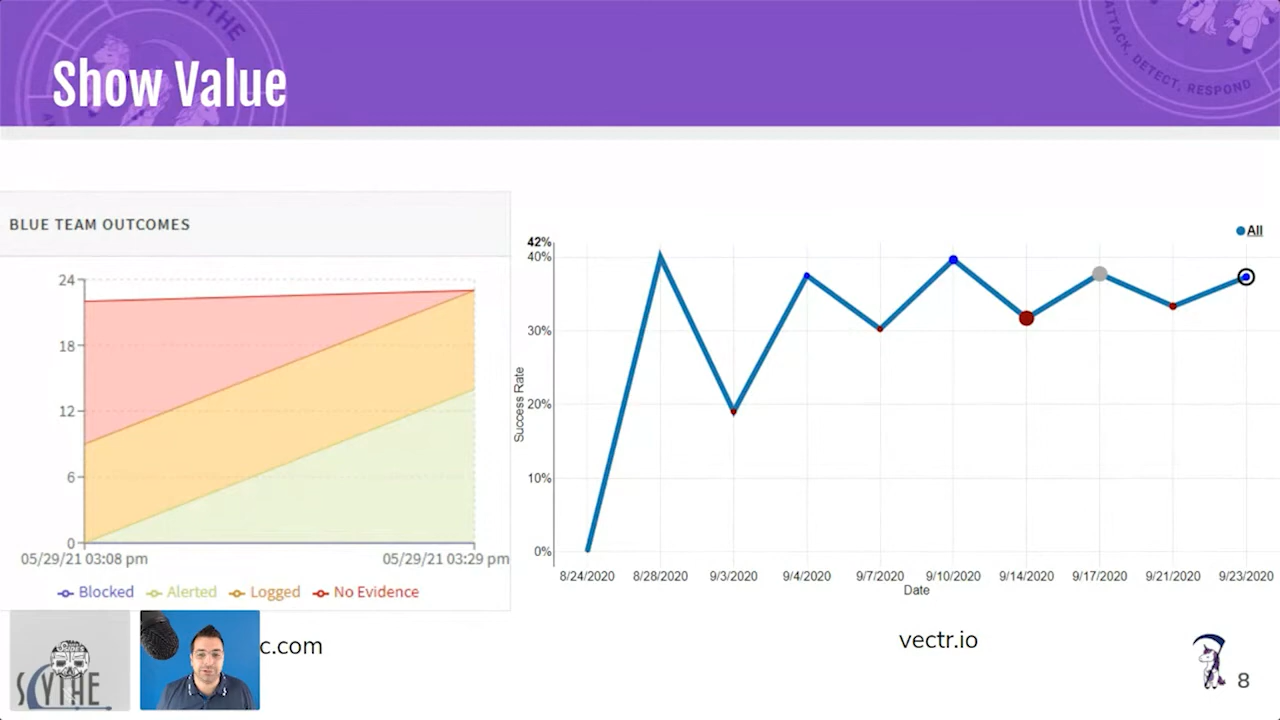 Show Value
ATTACK, DETECT, RESPOND
BLUE TEAM OUTCOMES
24
18
12
6
0
05/29/21 03:08 pm
05/29/21 03:29 pm
Blocked
Alerted
Logged
No Evidence
All
42%
40%
30%
20%
10%
0%
Success Rate
8/24/2020
8/28/2020
9/3/2020
9/4/2020
9/7/2020
9/10/2020
9/14/2020
9/17/2020
9/21/2020
9/23/2020
Date
c.com
vectr.io
SCYTHE
8